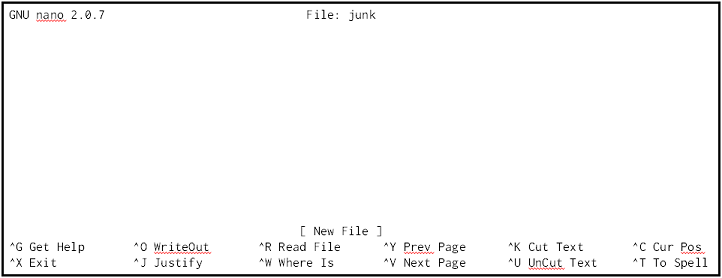 GNU nano 2.0.7 File: junk
[ New File ]
^G Get Help ^O WriteOut ^R Read File ^Y Prev Page ^K Cut Text ^C Cur Pos
^X Exit ^J Justify ^W Where Is ^V Next Page ^U UnCut Text ^T To Spell